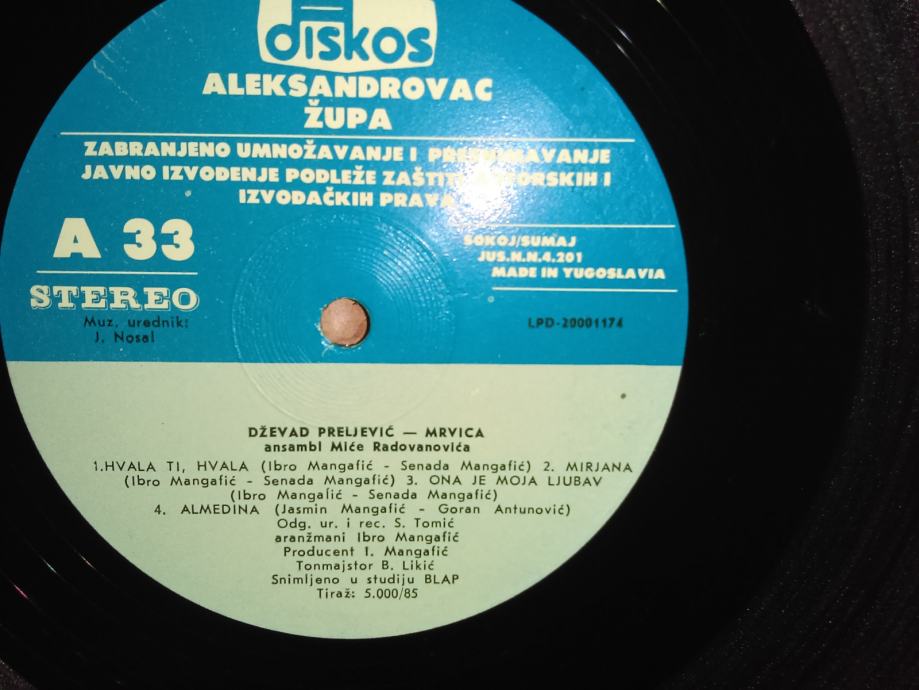 diskos
ALEKSANDROVAC
ŽUPA
ZABRANJENO UMNOŽAVANJE I PRESNIMAVANJE
JAVNO IZVOĐENJE PODLEŽE ZAŠTITI AUTORSKIH I
IZVOĐAČKIH PRAVA
A 33
STEREO
Muz. urednik:
J. Nosal
SOKOJ/SUMAJ
JUS.N.N.4.201
MADE IN YUGOSLAVIA
LPD-20001174
DŽEVAD PRELJEVIĆ — MRVICA
ansambl Miće Radovanovića
1.HVALA TI, HVALA (Ibro Mangafić - Senada Mangafić) 2. MIRJANA
(Ibro Mangafić - Senada Mangafić) 3. ONA JE MOJA LJUBAV
(Ibro Mangafić - Senada Mangafić)
4. ALMEDINA (Jasmin Mangafić - Goran Antunović)
Odg. ur. i rec. S. Tomić
aranžmani Ibro Mangafić
Producent I. Mangafić
Tonmajstor B. Likić
Snimljeno u studiju BLAP
Tiraž: 5.000/85